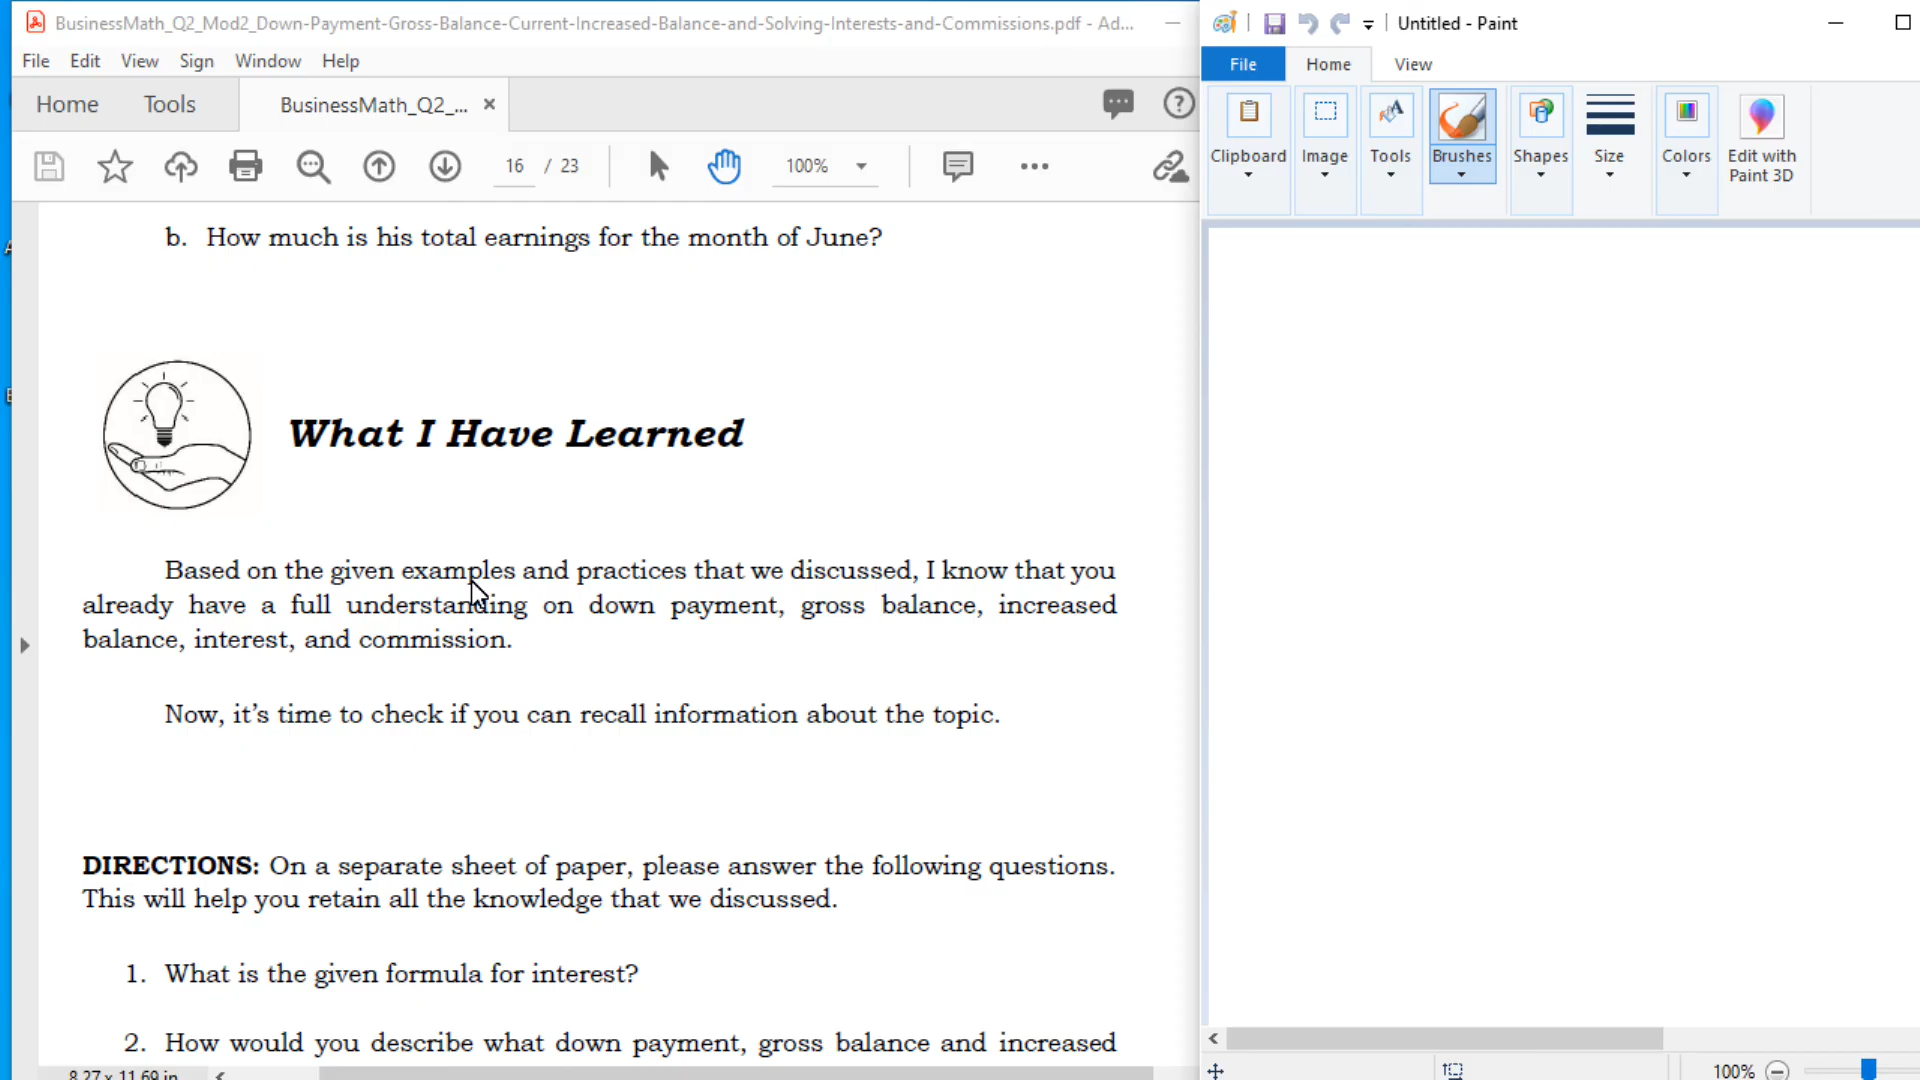 BusinessMath_Q2_Mod2_Down-Payment-Gross-Balance-Current-Increased-Balance-and-Solving-Interests-and-Commissions.pdf - Ad...
File Edit View Sign Window Help
Home Tools BusinessMath_Q2_...
16 / 23 100%
b. How much is his total earnings for the month of June?
What I Have Learned
Based on the given examples and practices that we discussed, I know that you
already have a full understanding on down payment, gross balance, increased
balance, interest, and commission.
Now, it's time to check if you can recall information about the topic.
DIRECTIONS: On a separate sheet of paper, please answer the following questions.
This will help you retain all the knowledge that we discussed.
1. What is the given formula for interest?
2. How would you describe what down payment, gross balance and increased
8.27 x 11.69 in
Untitled - Paint
File Home View
Clipboard Image Tools Brushes Shapes Size Colors Edit with
Paint 3D
100%